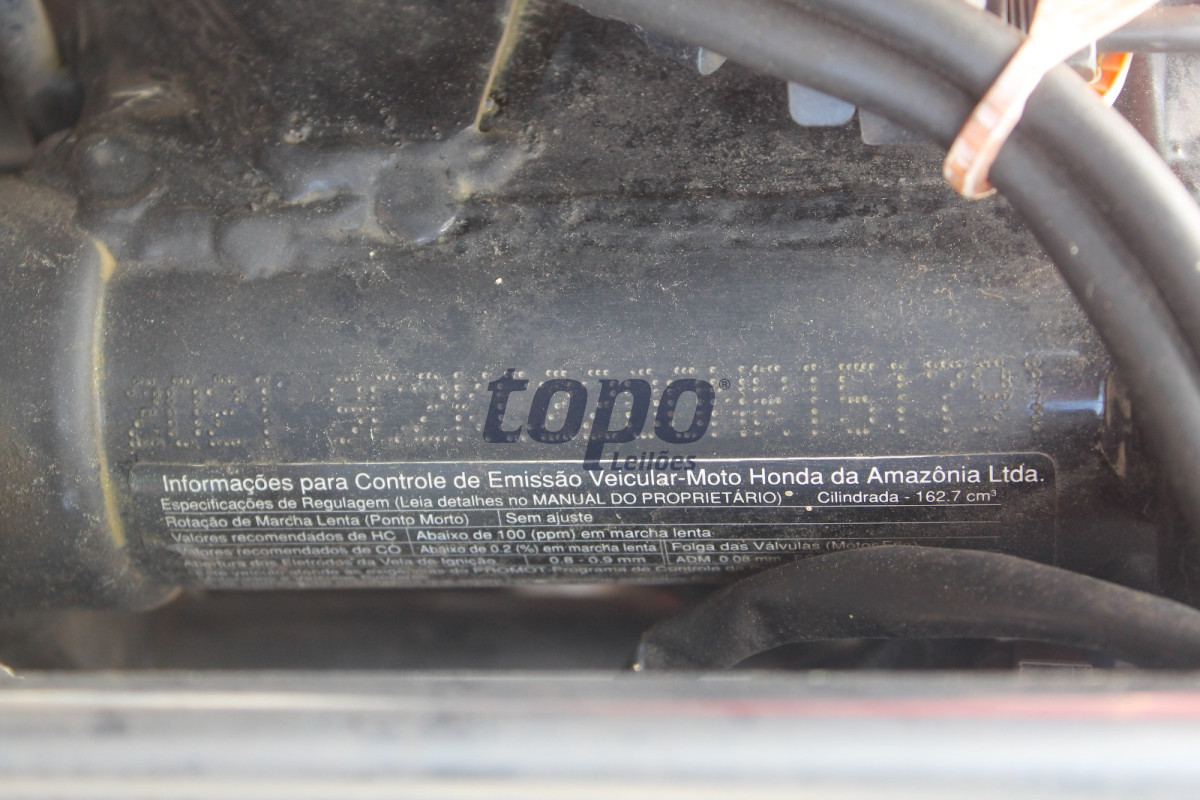 2021
topo®
Leilões
Informações para Controle de Emissão Veicular-Moto Honda da Amazônia Ltda.
Especificações de Regulagem (Leia detalhes no MANUAL DO PROPRIETÁRIO) Cilindrada - 162.7 cm³
Rotação de Marcha Lenta (Ponto Morto) Sem ajuste
Valores recomendados de HC Abaixo de 100 (ppm) em marcha lenta
Valores recomendados de CO Abaixo de 0.2 (%) em marcha lenta Folga das Válvulas
Abertura dos Eletrodos da Vela de Ignição 0.8 - 0.9 mm ADM. 0.08 mm